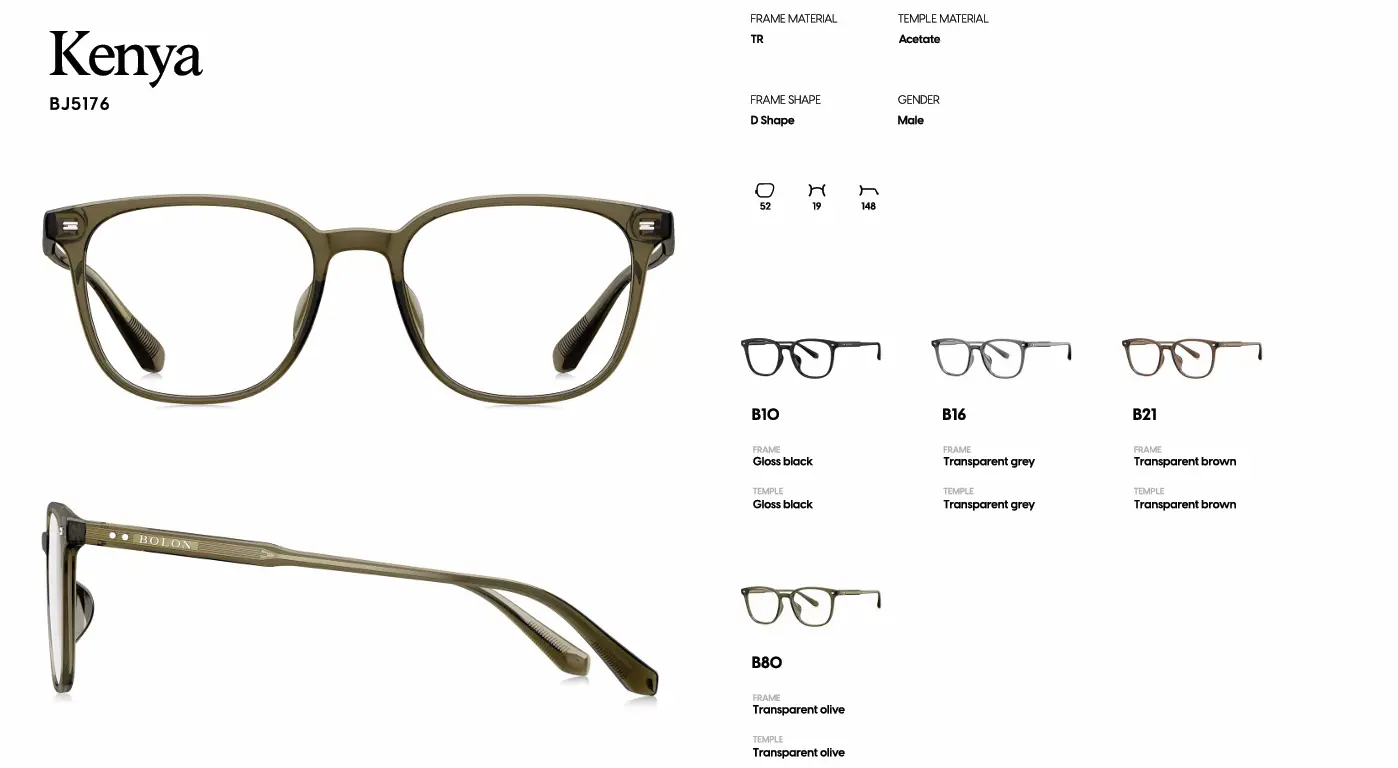 Kenya
BJ5176
BOLON
FRAME MATERIAL
TR
TEMPLE MATERIAL
Acetate
FRAME SHAPE
D Shape
GENDER
Male
52
19
148
B10
FRAME
Gloss black
TEMPLE
Gloss black
B16
FRAME
Transparent grey
TEMPLE
Transparent grey
B21
FRAME
Transparent brown
TEMPLE
Transparent brown
B80
FRAME
Transparent olive
TEMPLE
Transparent olive